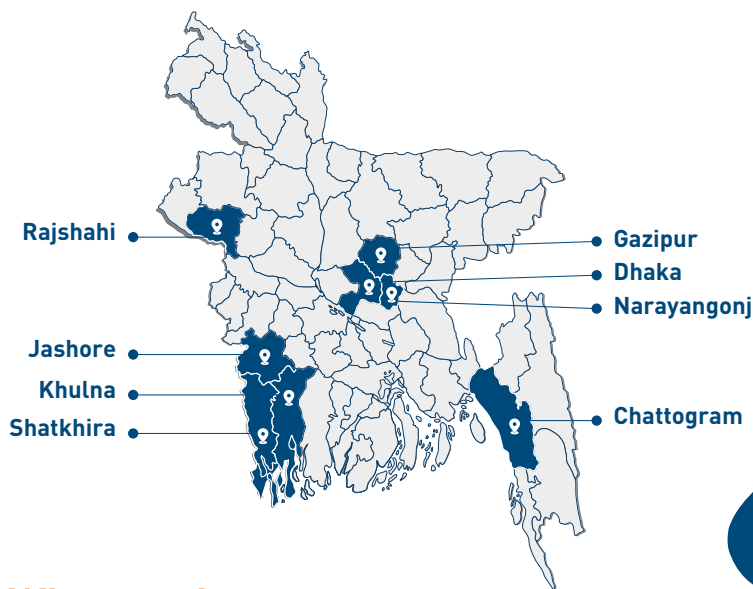 Rajshahi
Gazipur
Dhaka
Narayangonj
Jashore
Khulna
Shatkhira
Chattogram